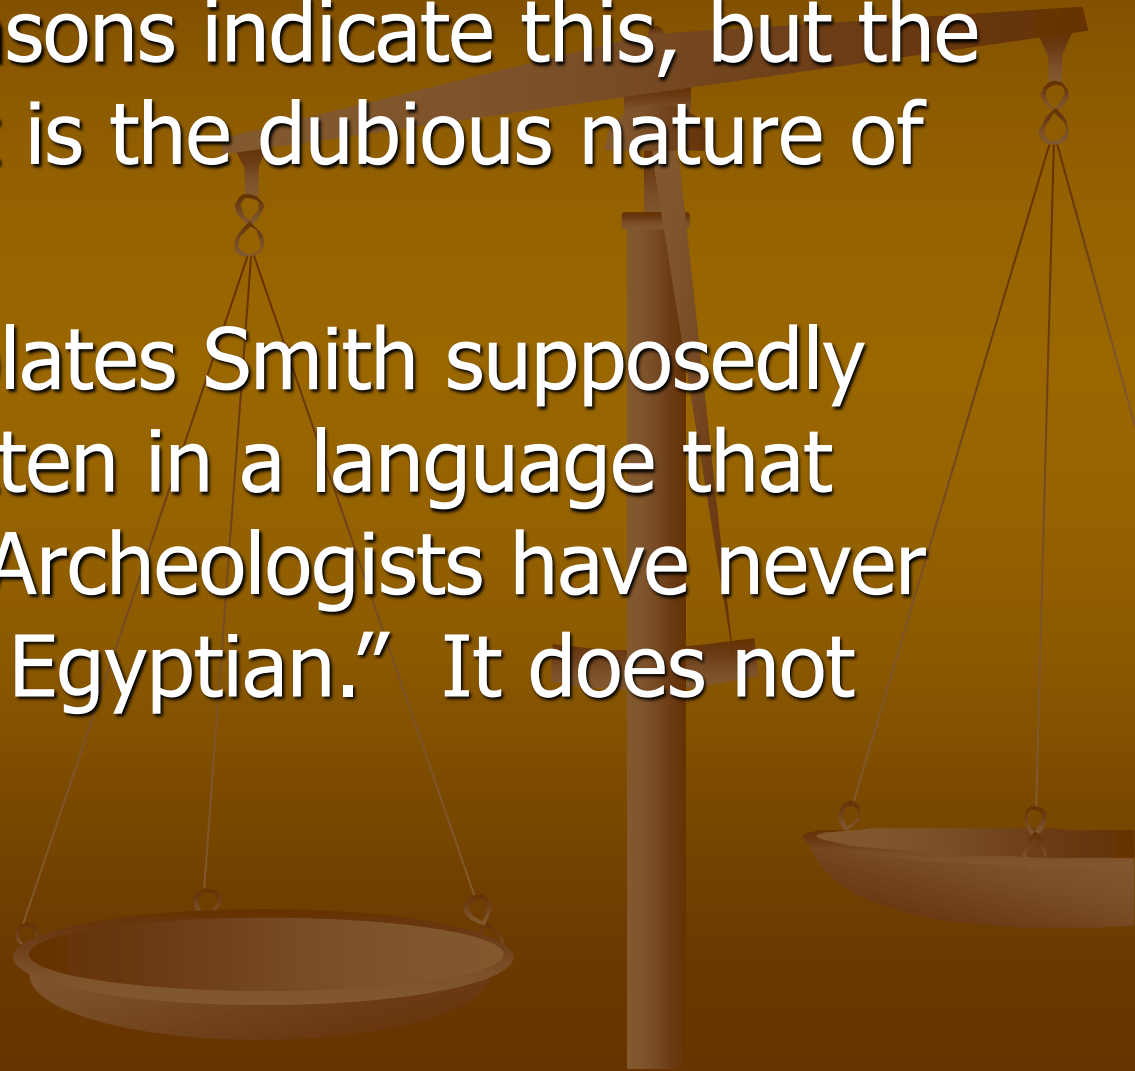 sons indicate this, but the
is the dubious nature of
lates Smith supposedly
ten in a language that
Archeologists have never
Egyptian.” It does not